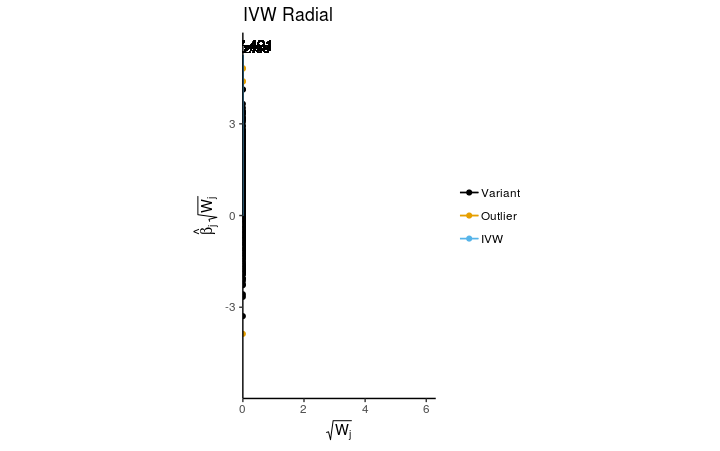 IVW Radial
3
0
-3
β̂j√Wj
0 2 4 6
√Wj
Variant
Outlier
IVW